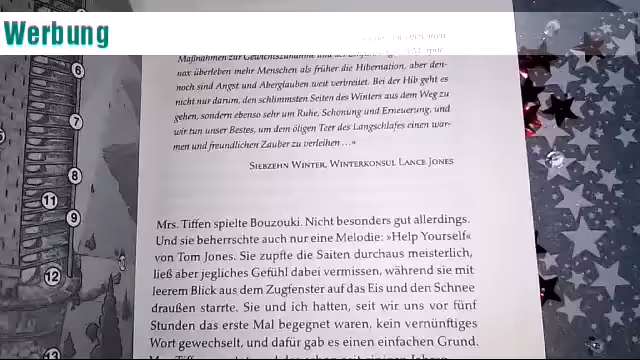 Werbung
Maßnahmen zur Gewichtszunahme und der Einführung von Morphenox überleben mehr Menschen als früher die Hibernation, aber den-
noch sind Angst und Aberglauben weit verbreitet. Bei der Hib geht es
nicht nur darum, den schlimmsten Seiten des Winters aus dem Weg zu
gehen, sondern ebenso sehr um Ruhe, Schonung und Erneuerung, und
wir tun unser Bestes, um dem öligen Teer des Langschlafes einen war-
men und freundlichen Zauber zu verleihen …«
Siebzehn Winter, Winterkonsul Lance Jones
Mrs. Tiffen spielte Bouzouki. Nicht besonders gut allerdings.
Und sie beherrschte auch nur eine Melodie: »Help Yourself«
von Tom Jones. Sie zupfte die Saiten durchaus meisterlich,
ließ aber jegliches Gefühl dabei vermissen, während sie mit
leerem Blick aus dem Zugfenster auf das Eis und den Schnee
draußen starrte. Sie und ich hatten, seit wir uns vor fünf
Stunden das erste Mal begegnet waren, kein vernünftiges
Wort gewechselt, und dafür gab es einen einfachen Grund.
6
7
8
11
9
12
13